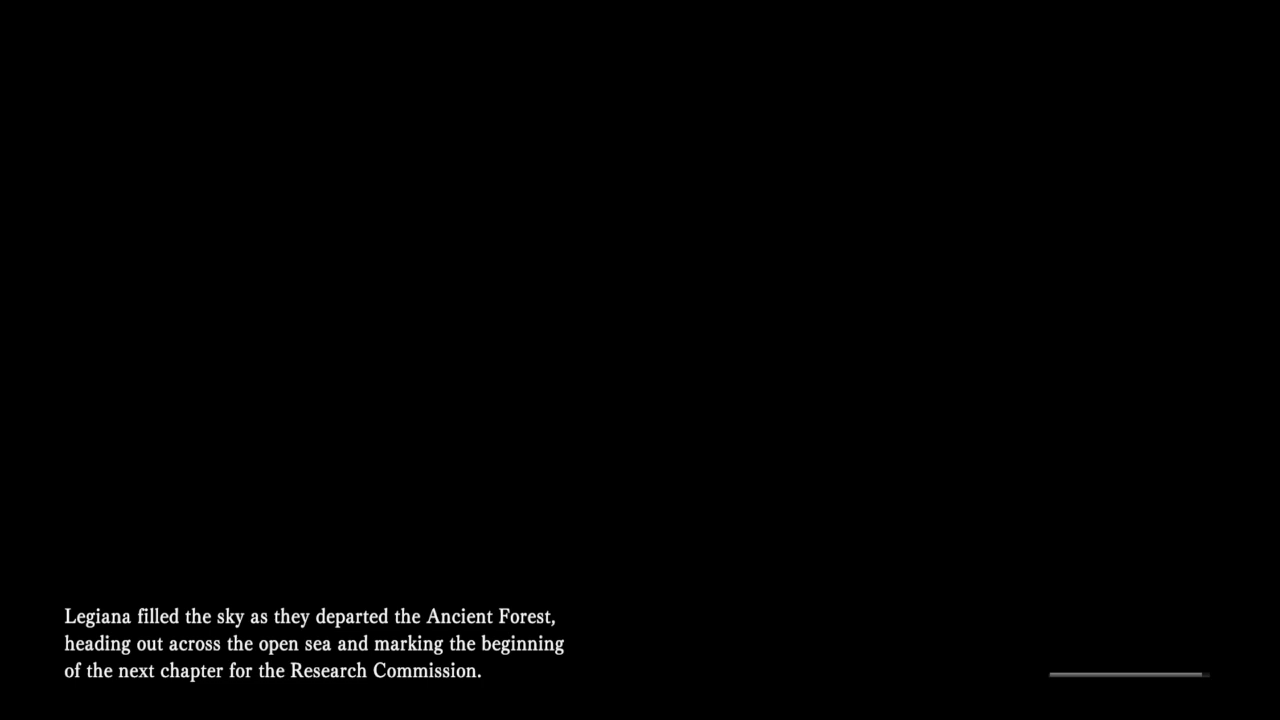 Legiana filled the sky as they departed the Ancient Forest,
heading out across the open sea and marking the beginning
of the next chapter for the Research Commission.